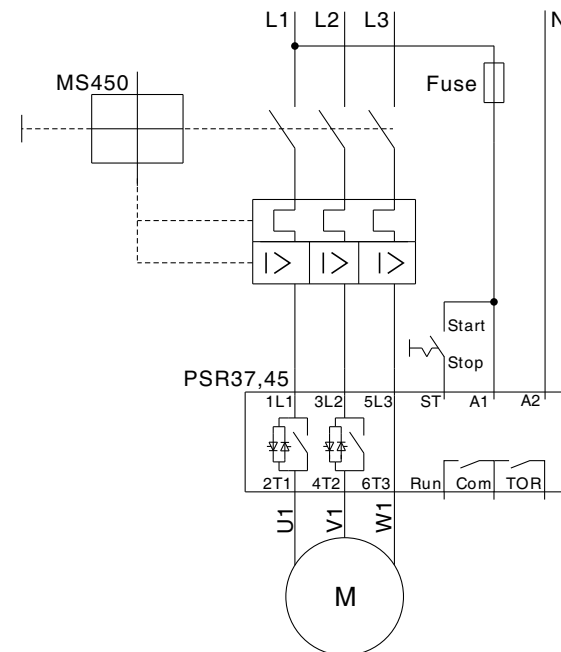 L1 L2 L3 N
MS450
Fuse
I> I> I>
Start
Stop
PSR37,45
1L1 3L2 5L3 ST A1 A2
2T1 4T2 6T3 Run Com TOR
U1 V1 W1
M